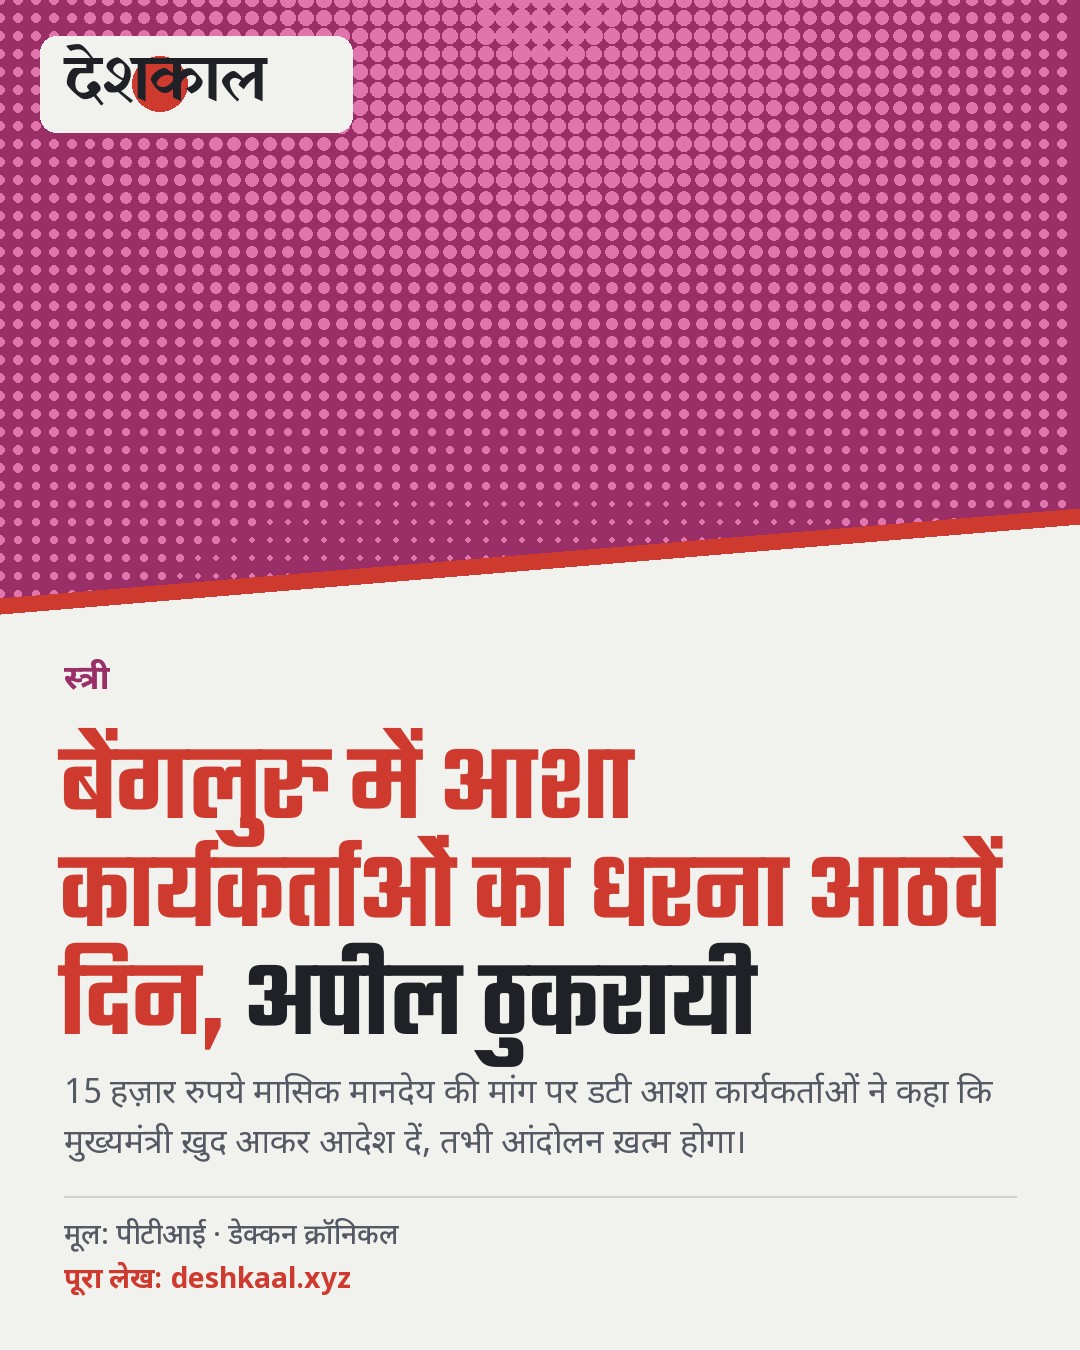 देशकाल
स्त्री
बेंगलुरु में आशा
कार्यकर्ताओं का धरना आठवें
दिन, अपील ठुकरायी
15 हज़ार रुपये मासिक मानदेय की मांग पर डटी आशा कार्यकर्ताओं ने कहा कि
मुख्यमंत्री ख़ुद आकर आदेश दें, तभी आंदोलन ख़त्म होगा।
मूल: पीटीआई · डेक्कन क्रॉनिकल
पूरा लेख: deshkaal.xyz